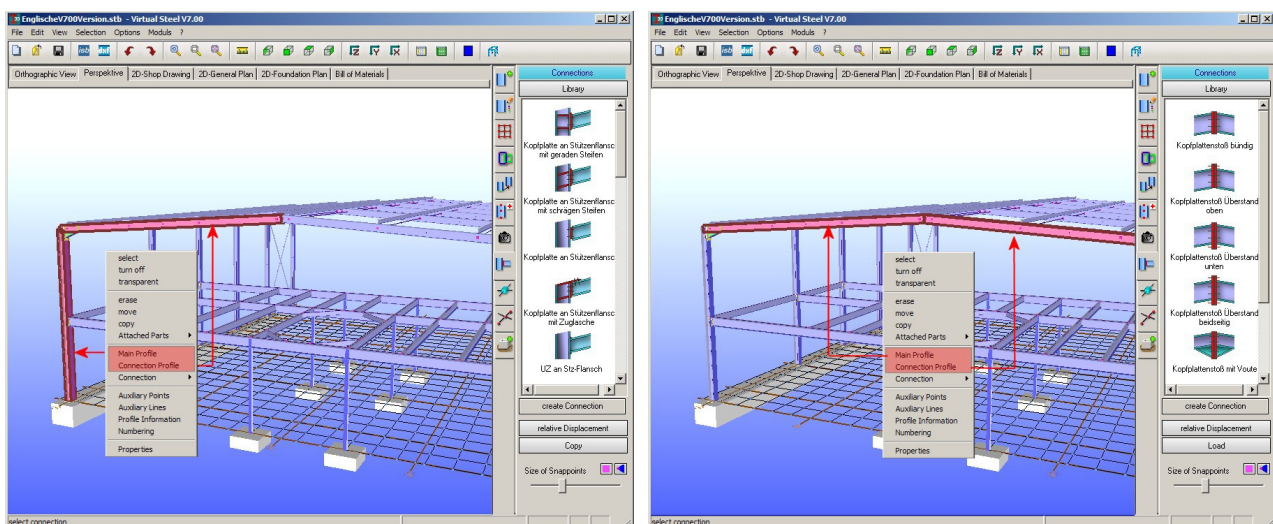 EnglischeV700Version.stb - Virtual Steel V7.00
File Edit View Selection Options Moduls ?
isb dxf
Orthographic View Perspektive 2D-Shop Drawing 2D-General Plan 2D-Foundation Plan Bill of Materials
Connections
Library
Kopfplatte an Stützenflansc
mit geraden Steifen
Kopfplatte an Stützenflansc
mit schrägen Steifen
Kopfplatte an Stützenflansc
Kopfplatte an Stützenflansc
mit Zuglasche
UZ an Stz-Flansch
create Connection
relative Displacement
Copy
Size of Snappoints
select
turn off
transparent
erase
move
copy
Attached Parts
Main Profile
Connection Profile
Connection
Auxiliary Points
Auxiliary Lines
Profile Information
Numbering
Properties
select connection
EnglischeV700Version.stb - Virtual Steel V7.00
File Edit View Selection Options Moduls ?
isb dxf
Orthographic View Perspektive 2D-Shop Drawing 2D-General Plan 2D-Foundation Plan Bill of Materials
Connections
Library
Kopfplattenstoß bündig
Kopfplattenstoß Überstand
oben
Kopfplattenstoß Überstand
unten
Kopfplattenstoß Überstand
beidseitig
Kopfplattenstoß mit Voute
create Connection
relative Displacement
Load
Size of Snappoints
select
turn off
transparent
erase
move
copy
Attached Parts
Main Profile
Connection Profile
Connection
Auxiliary Points
Auxiliary Lines
Profile Information
Numbering
Properties
select connection